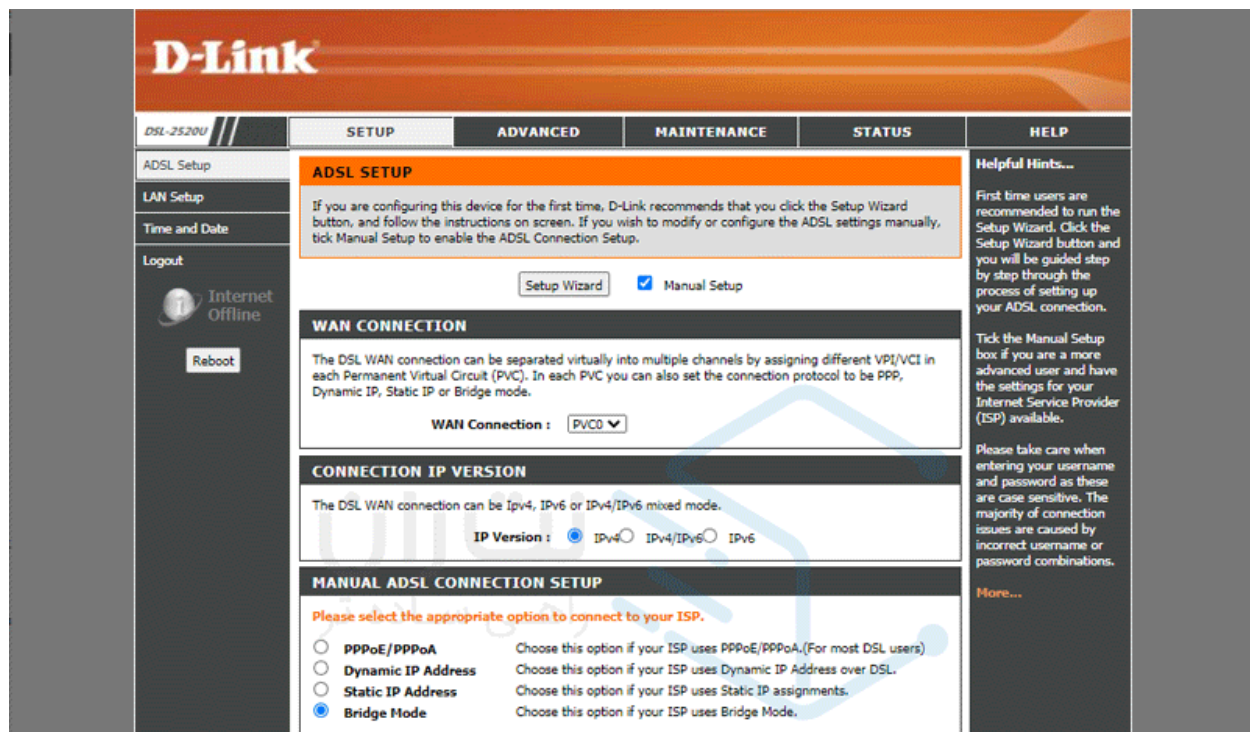 D-Link
DSL-2520U
SETUP
ADVANCED
MAINTENANCE
STATUS
HELP
ADSL Setup
LAN Setup
Time and Date
Logout
Internet
Offline
Reboot
ADSL SETUP
If you are configuring this device for the first time, D-Link recommends that you click the Setup Wizard
button, and follow the instructions on screen. If you wish to modify or configure the ADSL settings manually,
tick Manual Setup to enable the ADSL Connection Setup.
Setup Wizard
Manual Setup
WAN CONNECTION
The DSL WAN connection can be separated virtually into multiple channels by assigning different VPI/VCI in
each Permanent Virtual Circuit (PVC). In each PVC you can also set the connection protocol to be PPP,
Dynamic IP, Static IP or Bridge mode.
WAN Connection : PVC0
CONNECTION IP VERSION
The DSL WAN connection can be Ipv4, IPv6 or IPv4/IPv6 mixed mode.
IP Version : IPv4 IPv4/IPv6 IPv6
MANUAL ADSL CONNECTION SETUP
Please select the appropriate option to connect to your ISP.
PPPoE/PPPoA Choose this option if your ISP uses PPPoE/PPPoA.(For most DSL users)
Dynamic IP Address Choose this option if your ISP uses Dynamic IP Address over DSL.
Static IP Address Choose this option if your ISP uses Static IP assignments.
Bridge Mode Choose this option if your ISP uses Bridge Mode.
Helpful Hints...
First time users are
recommended to run the
Setup Wizard. Click the
Setup Wizard button and
you will be guided step
by step through the
process of setting up
your ADSL connection.
Tick the Manual Setup
box if you are a more
advanced user and have
the settings for your
Internet Service Provider
(ISP) available.
Please take care when
entering your username
and password as these
are case sensitive. The
majority of connection
issues are caused by
incorrect username or
password combinations.
More...